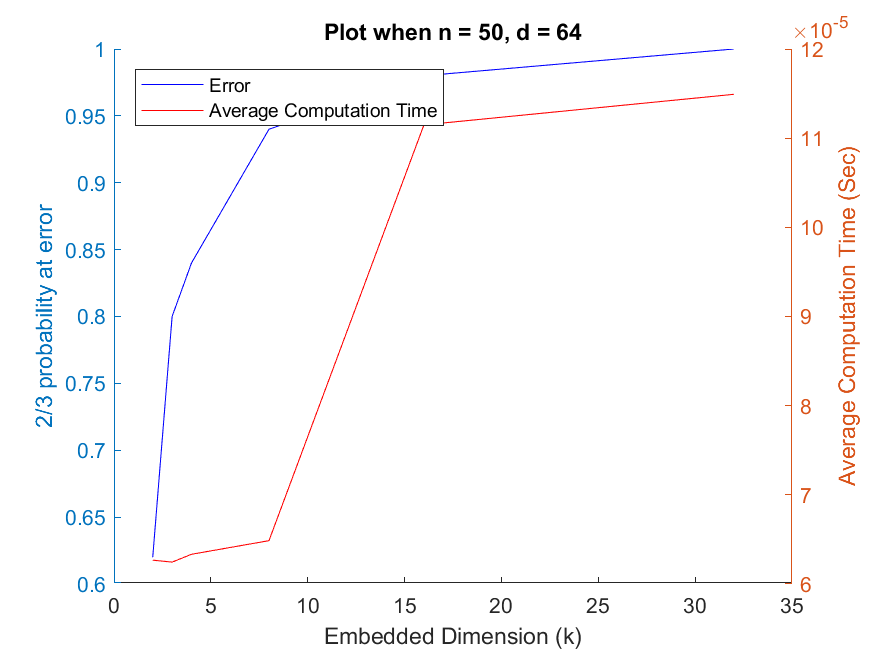 Plot when n = 50, d = 64
×10-5
Error
Average Computation Time
1
0.95
0.9
0.85
0.8
0.75
0.7
0.65
0.6
2/3 probability at error
12
11
10
9
8
7
6
Average Computation Time (Sec)
0 5 10 15 20 25 30 35
Embedded Dimension (k)